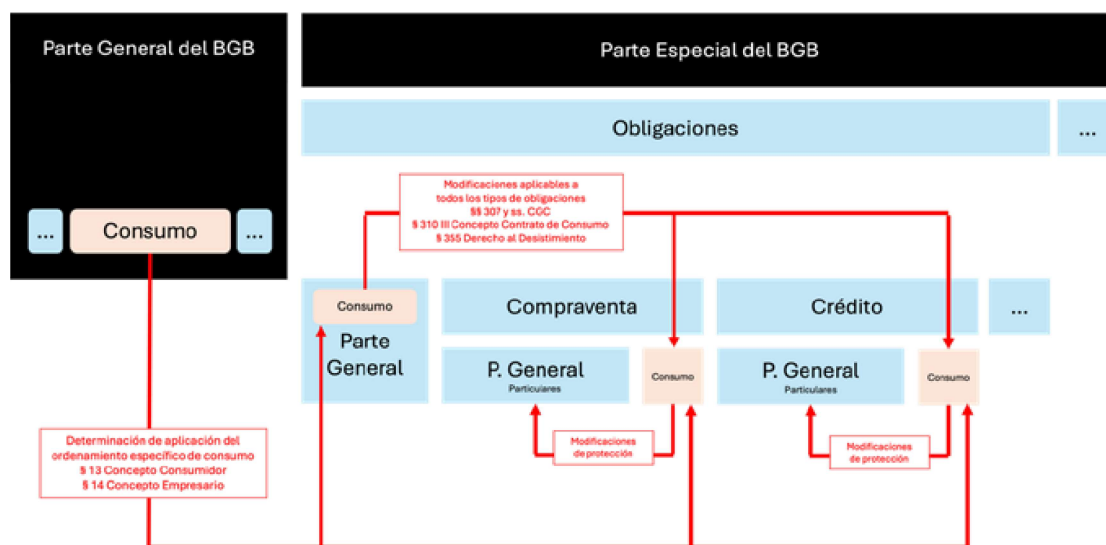 Parte General del BGB
Parte Especial del BGB
Obligaciones
...
Modificaciones aplicables a
todos los tipos de obligaciones
§§ 307 y ss. CGC
§ 310 III Concepto Contrato de Consumo
§ 355 Derecho al Desistimiento
...
Consumo
...
Consumo
Parte
General
Compraventa
Crédito
...
P. General
Particulares
Consumo
P. General
Particulares
Consumo
Modificaciones
de protección
Modificaciones
de protección
Determinación de aplicación del
ordenamiento específico de consumo
§ 13 Concepto Consumidor
§ 14 Concepto Empresario